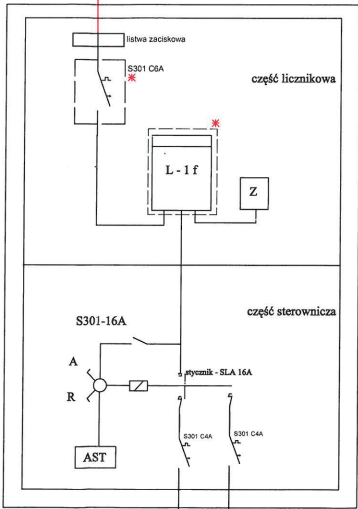 listwa zaciskowa
S301 C6A
część licznikowa
L - 1 f
Z
część sterownicza
S301-16A
A
stycznik - SLA 16A
R
S301 C4A
S301 C4A
AST